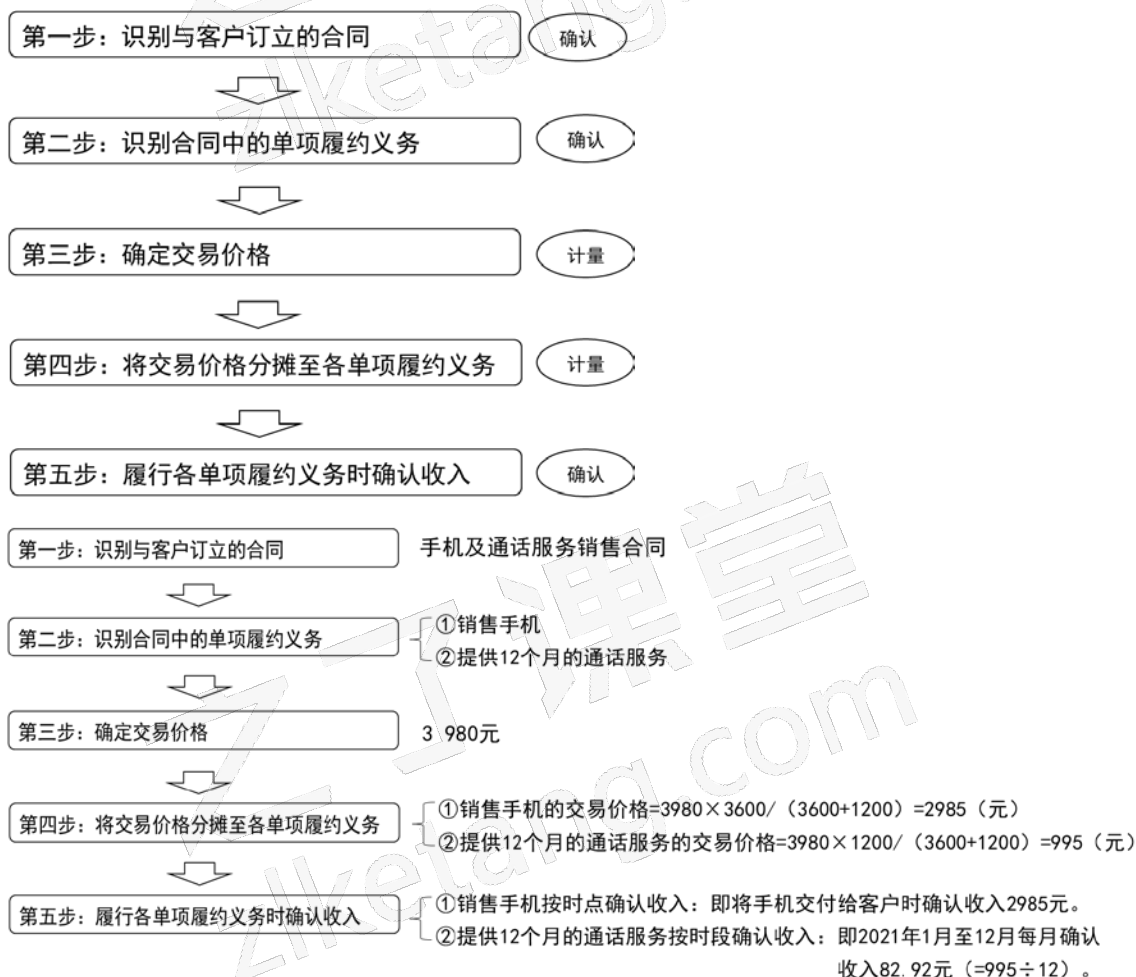 第一步：识别与客户订立的合同 确认
第二步：识别合同中的单项履约义务 确认
第三步：确定交易价格 计量
第四步：将交易价格分摊至各单项履约义务 计量
第五步：履行各单项履约义务时确认收入 确认
第一步：识别与客户订立的合同 手机及通话服务销售合同
第二步：识别合同中的单项履约义务
①销售手机
②提供12个月的通话服务
第三步：确定交易价格 3 980元
第四步：将交易价格分摊至各单项履约义务
①销售手机的交易价格=3980×3600/（3600+1200）=2985（元）
②提供12个月的通话服务的交易价格=3980×1200/（3600+1200）=995（元）
第五步：履行各单项履约义务时确认收入
①销售手机按时点确认收入：即将手机交付给客户时确认收入2985元。
②提供12个月的通话服务按时段确认收入：即2021年1月至12月每月确认
收入82.92元（=995÷12）。
之了课堂
zlketang.com